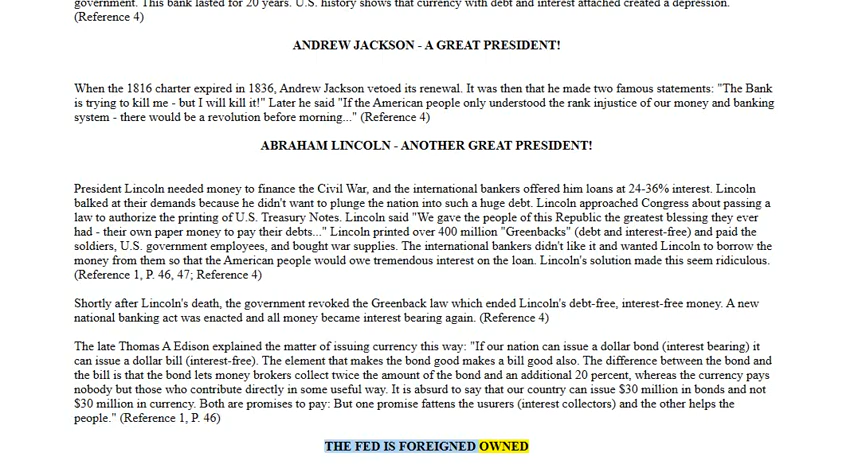 government. This bank lasted for 20 years. U.S. history shows that currency with debt and interest attached created a depression.
(Reference 4)
ANDREW JACKSON - A GREAT PRESIDENT!
When the 1816 charter expired in 1836, Andrew Jackson vetoed its renewal. It was then that he made two famous statements: "The Bank
is trying to kill me - but I will kill it!" Later he said "If the American people only understood the rank injustice of our money and banking
system - there would be a revolution before morning..." (Reference 4)
ABRAHAM LINCOLN - ANOTHER GREAT PRESIDENT!
President Lincoln needed money to finance the Civil War, and the international bankers offered him loans at 24-36% interest. Lincoln
balked at their demands because he didn't want to plunge the nation into such a huge debt. Lincoln approached Congress about passing a
law to authorize the printing of U.S. Treasury Notes. Lincoln said "We gave the people of this Republic the greatest blessing they ever
had - their own paper money to pay their debts..." Lincoln printed over 400 million "Greenbacks" (debt and interest-free) and paid the
soldiers, U.S. government employees, and bought war supplies. The international bankers didn't like it and wanted Lincoln to borrow the
money from them so that the American people would owe tremendous interest on the loan. Lincoln's solution made this seem ridiculous.
(Reference 1, P. 46, 47; Reference 4)
Shortly after Lincoln's death, the government revoked the Greenback law which ended Lincoln's debt-free, interest-free money. A new
national banking act was enacted and all money became interest bearing again. (Reference 4)
The late Thomas A Edison explained the matter of issuing currency this way: "If our nation can issue a dollar bond (interest bearing) it
can issue a dollar bill (interest-free). The element that makes the bond good makes a bill good also. The difference between the bond and
the bill is that the bond lets money brokers collect twice the amount of the bond and an additional 20 percent, whereas the currency pays
nobody but those who contribute directly in some useful way. It is absurd to say that our country can issue $30 million in bonds and not
$30 million in currency. Both are promises to pay: But one promise fattens the usurers (interest collectors) and the other helps the
people." (Reference 1, P. 46)
THE FED IS FOREIGNED OWNED